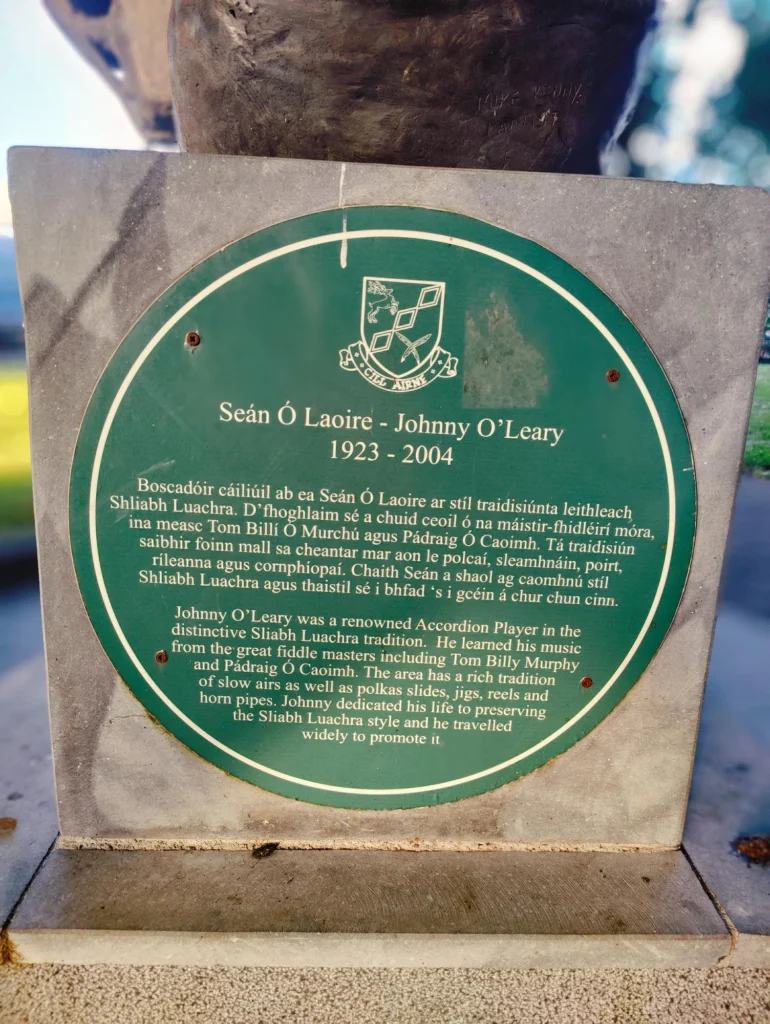 MIKE KENNY
CILL AIRNE
Seán Ó Laoire - Johnny O'Leary
1923 - 2004
Boscadóir cáiliúil ab ea Seán Ó Laoire ar stíl traidisiúnta leithleach
Shliabh Luachra. D'fhoghlaim sé a chuid ceoil ó na máistir-fhidléirí móra,
ina measc Tom Billí Ó Murchú agus Pádraig Ó Caoimh. Tá traidisiún
saibhir foinn mall sa cheantar mar aon le polcaí, sleamhnáin, poirt,
ríleanna agus cornphíopaí. Chaith Seán a shaol ag caomhnú stíl
Shliabh Luachra agus thaistil sé i bhfad 's i gcéin á chur chun cinn.
Johnny O'Leary was a renowned Accordion Player in the
distinctive Sliabh Luachra tradition. He learned his music
from the great fiddle masters including Tom Billy Murphy
and Pádraig Ó Caoimh. The area has a rich tradition
of slow airs as well as polkas slides, jigs, reels and
horn pipes. Johnny dedicated his life to preserving
the Sliabh Luachra style and he travelled
widely to promote it